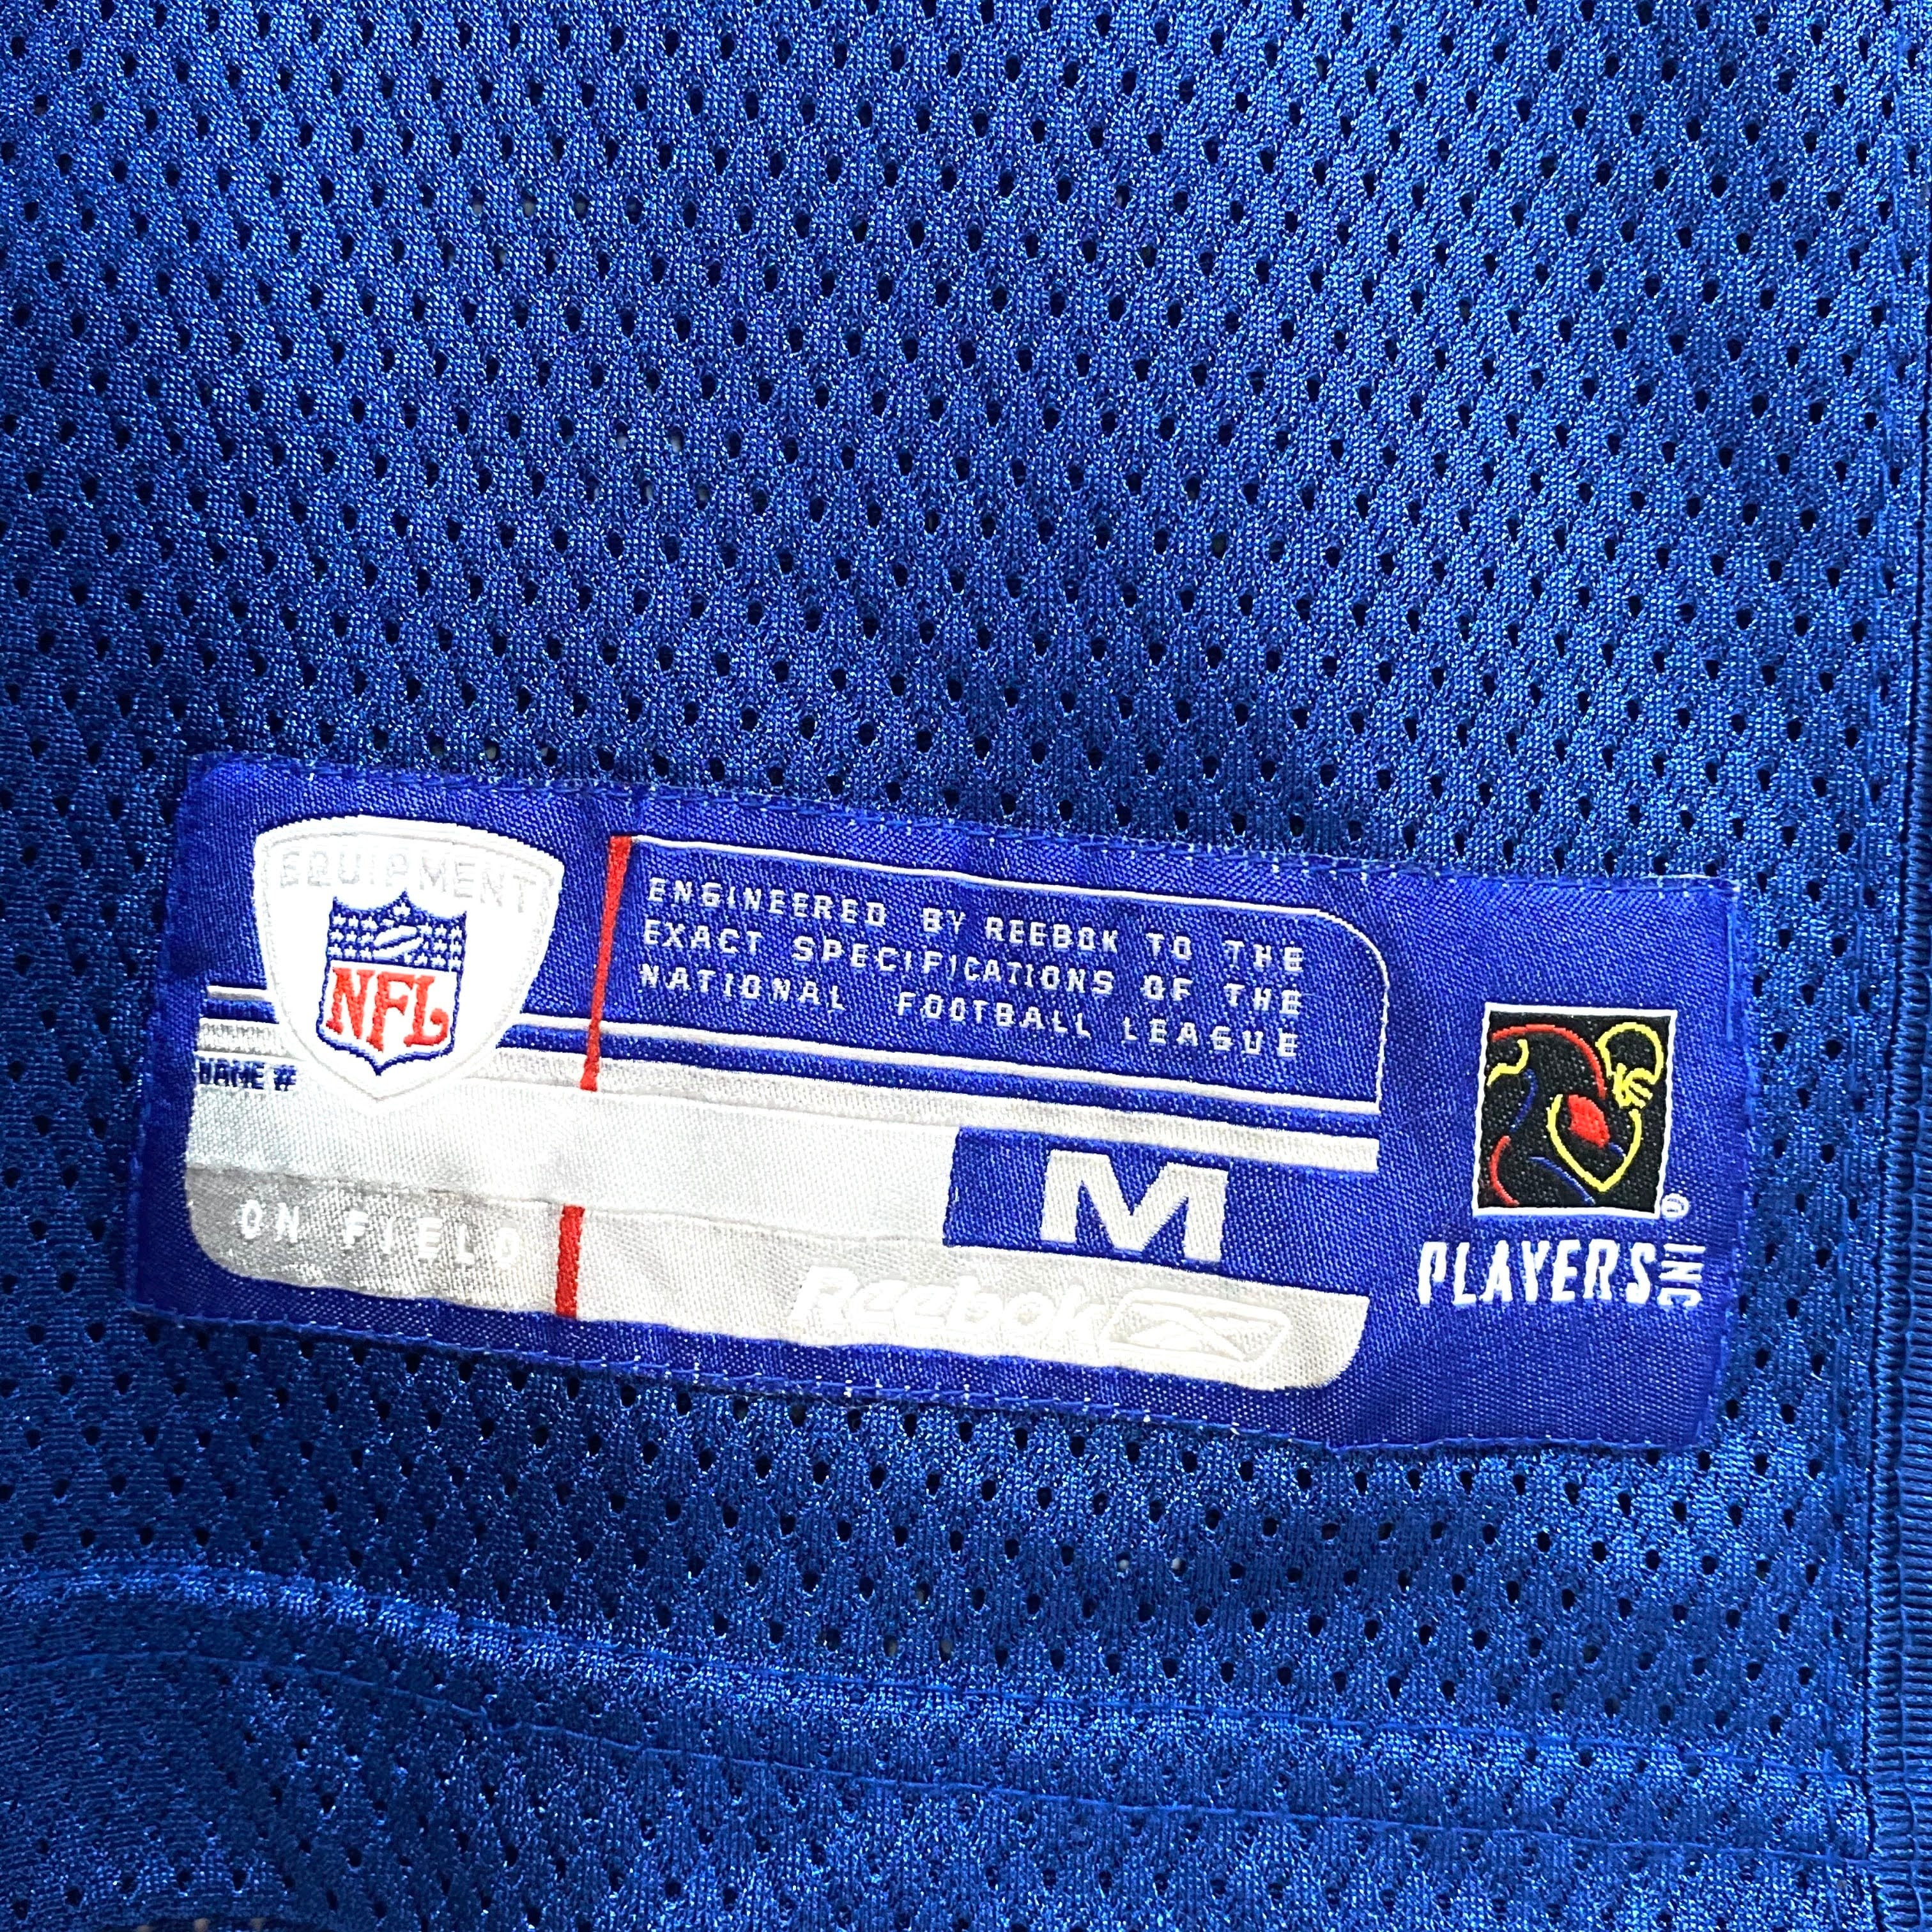 EQUIPMENT
NFL
ENGINEERED BY REEBOK TO THE
EXACT SPECIFICATIONS OF THE
NATIONAL FOOTBALL LEAGUE
NAME #
M
ON FIELD
Reebok
PLAYERS INC
®